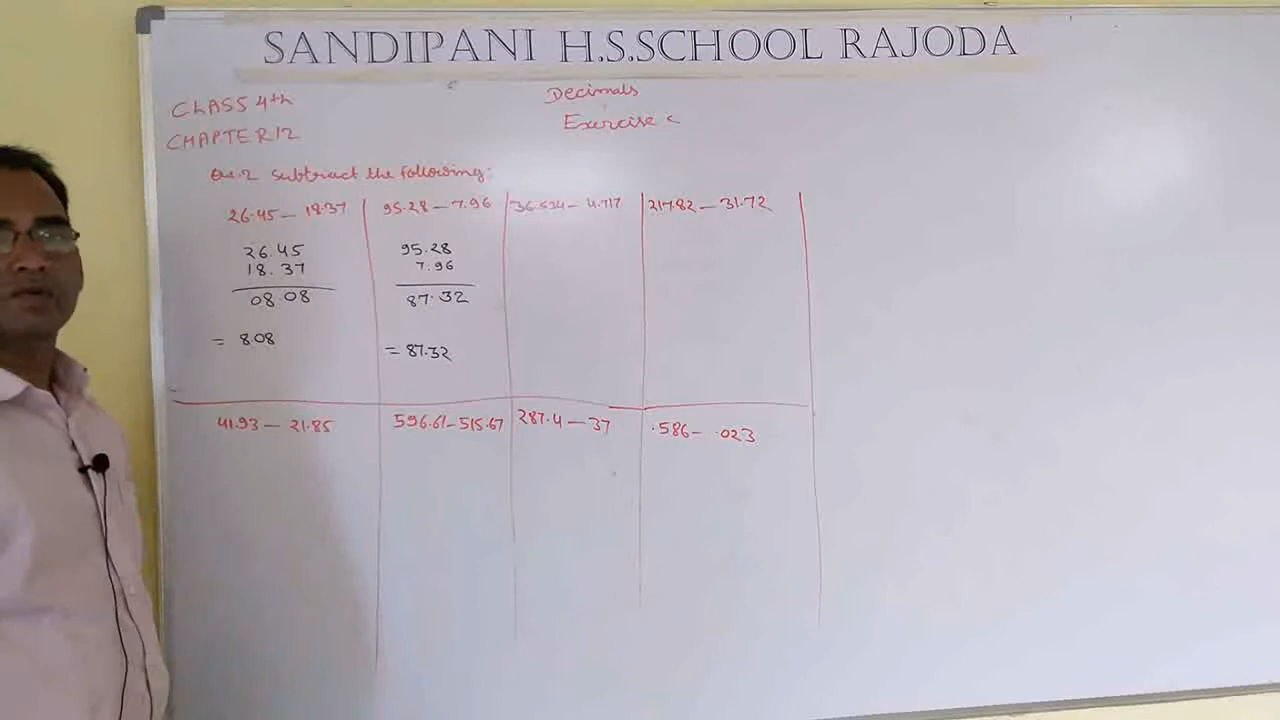 SANDIPANI H.S.SCHOOL RAJODA
CLASS 4th
Decimals
CHAPTER 12
Exercise c
Que.2 subtract the following:
26.45 – 18.37
95.28 – 7.96
36.534 – 4.717
217.82 – 31.72
26.45
18.37
08.08
= 8.08
95.28
7.96
87.32
= 87.32
41.93 – 21.85
596.61 – 515.67
287.4 – 37
.586 – .023